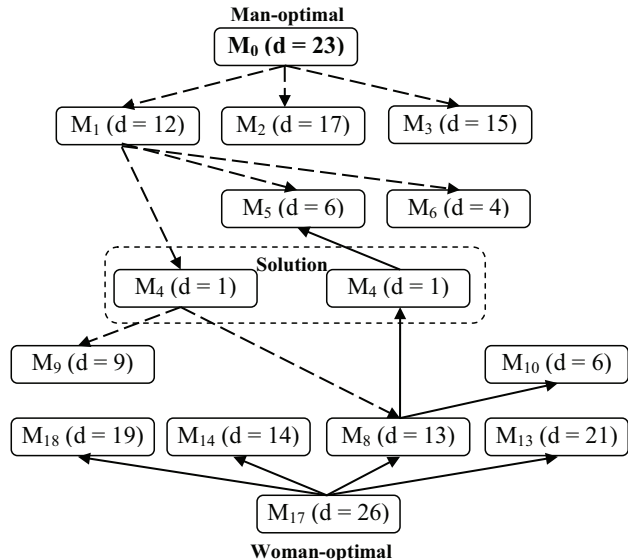 Man-optimal
M₀ (d = 23)
M₁ (d = 12) M₂ (d = 17) M₃ (d = 15)
M₅ (d = 6) M₆ (d = 4)
Solution
M₄ (d = 1) M₄ (d = 1)
M₉ (d = 9) M₁₀ (d = 6)
M₁₈ (d = 19) M₁₄ (d = 14) M₈ (d = 13) M₁₃ (d = 21)
M₁₇ (d = 26)
Woman-optimal